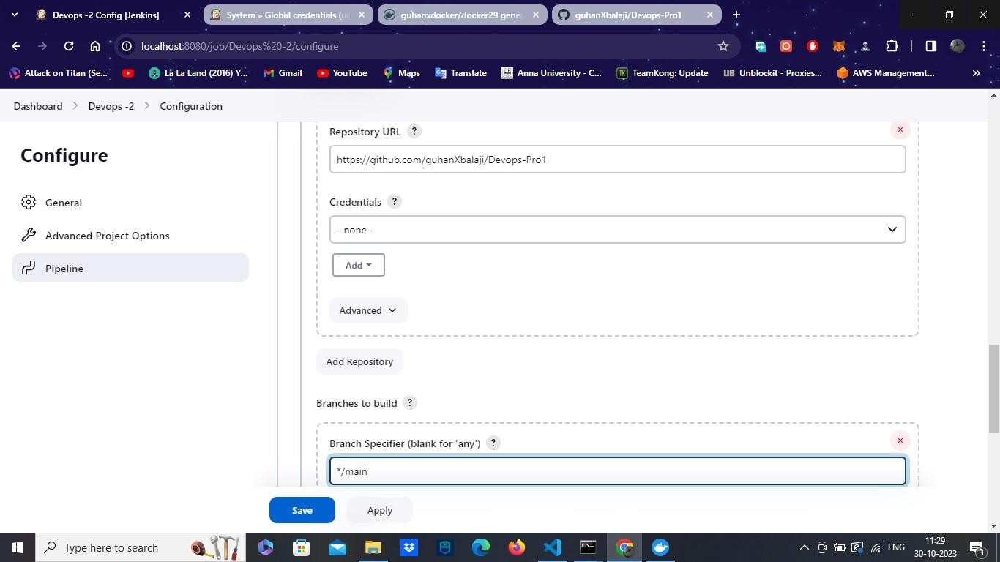 Devops -2 Config [Jenkins]
System » Global credentials (u
guhanxdocker/docker29 gene
guhanXbalaji/Devops-Pro1
localhost:8080/job/Devops%20-2/configure
Attack on Titan (Se...
La La Land (2016) Y...
Gmail
YouTube
Maps
Translate
Anna University - C...
TK
TeamKong: Update
UB
Unblockit - Proxies...
AWS Management...
Dashboard > Devops -2 > Configuration
Configure
General
Advanced Project Options
Pipeline
Repository URL ?
https://github.com/guhanXbalaji/Devops-Pro1
Credentials ?
- none -
Add
Advanced
Add Repository
Branches to build ?
Branch Specifier (blank for 'any') ?
*/main
Save
Apply
Type here to search
ENG
11:29
30-10-2023
3